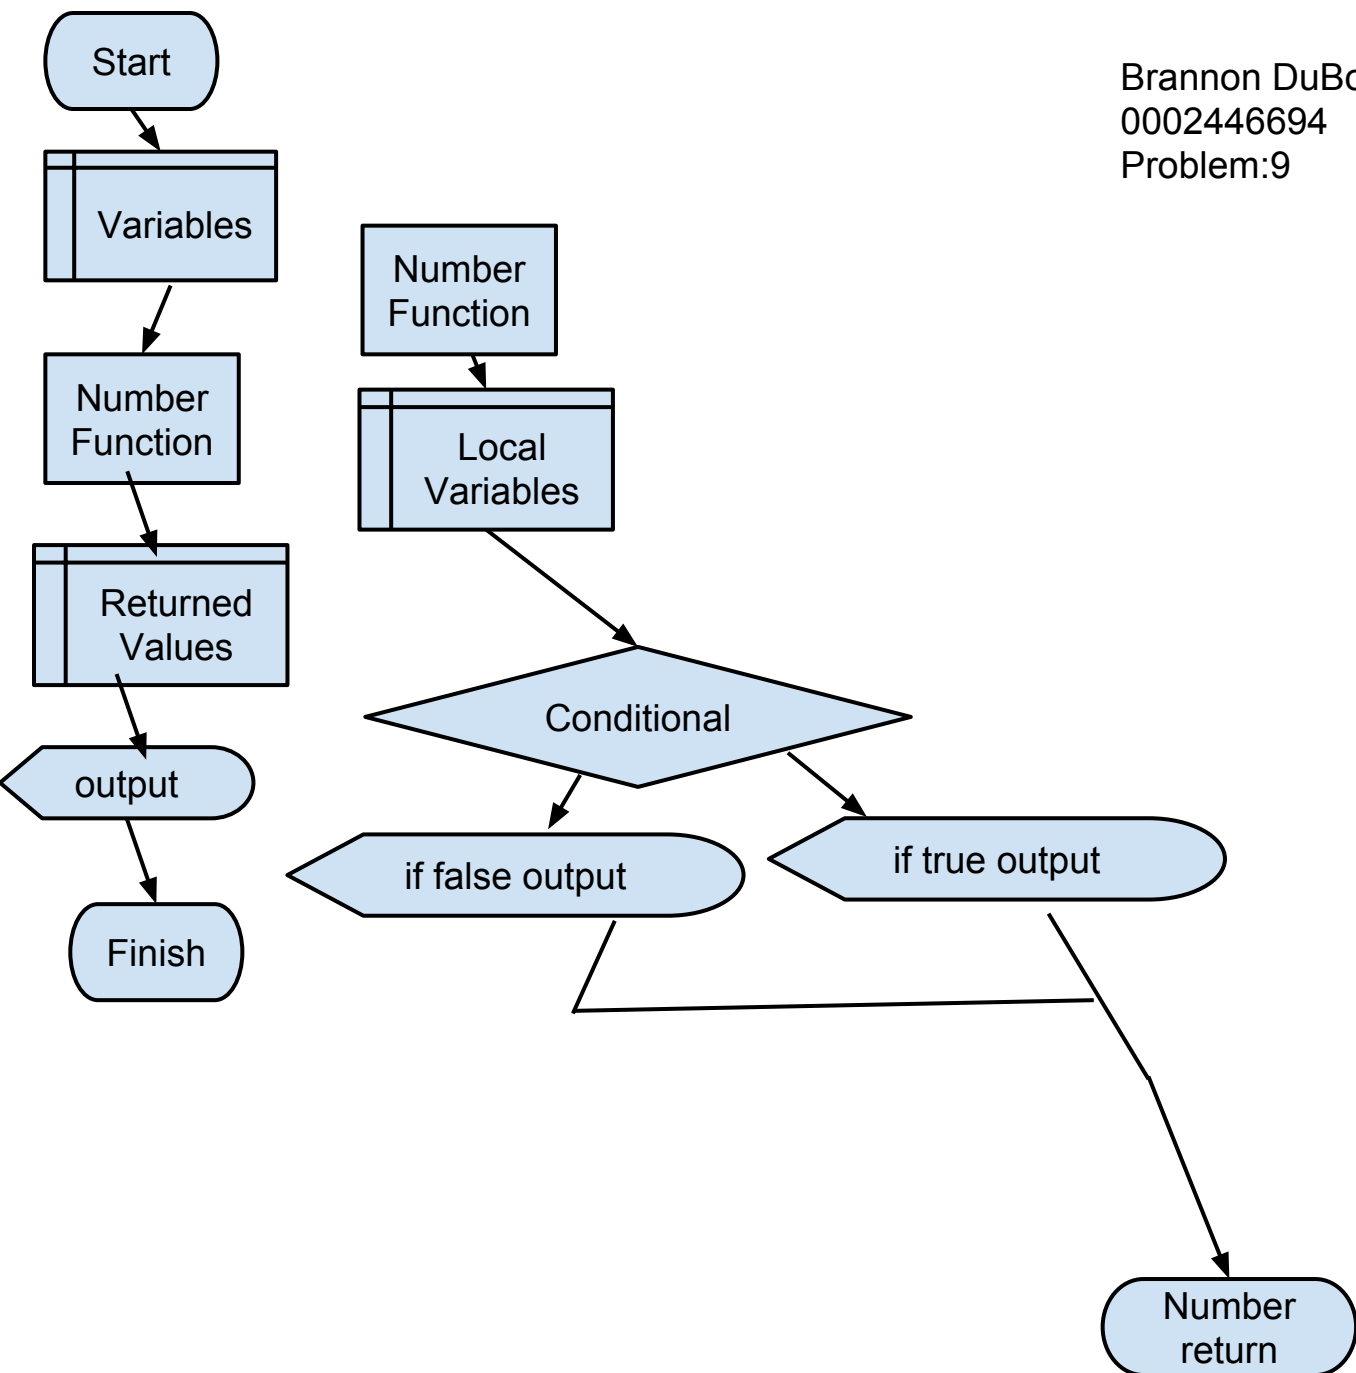 Start
Variables
Number
Function
Returned
Values
output
Finish
Number
Function
Local
Variables
Conditional
if false output
if true output
Number
return
Brannon
0002446694
Problem:9